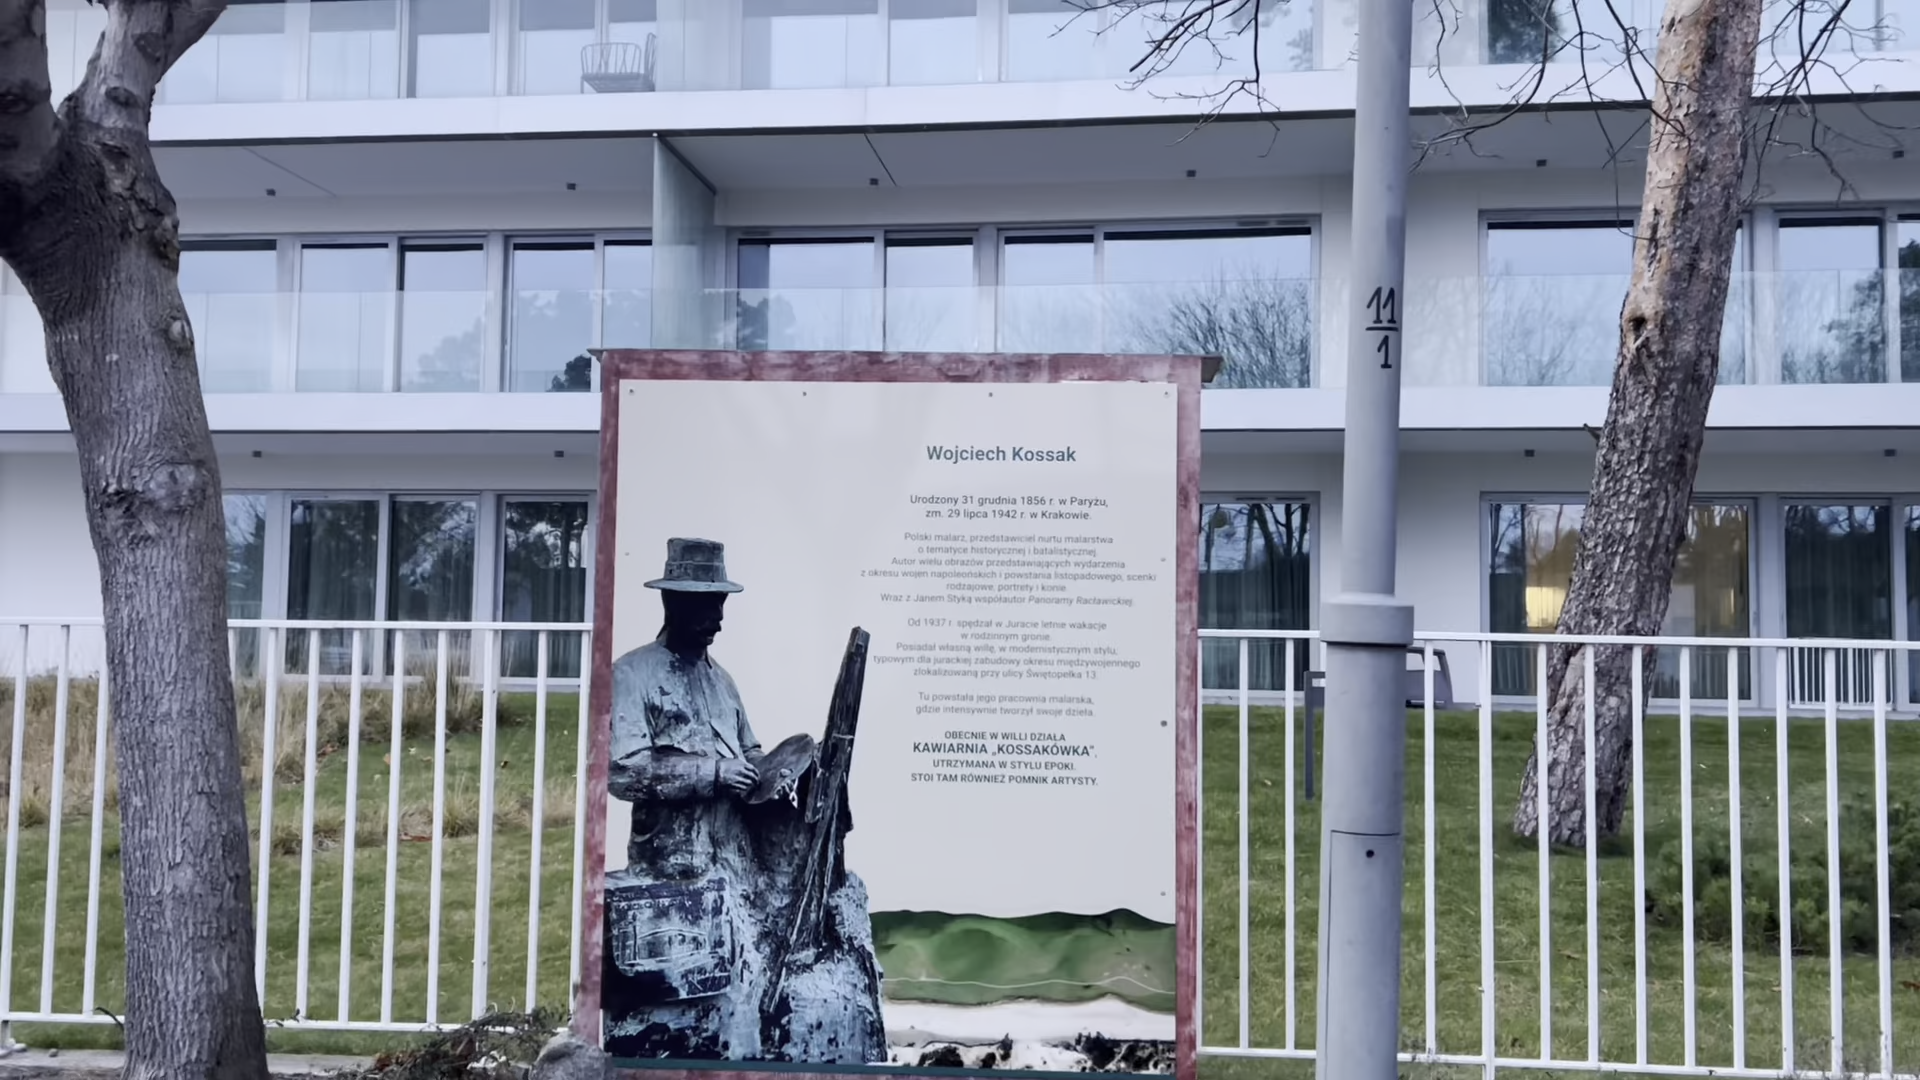 11
1
Wojciech Kossak
Urodzony 31 grudnia 1856 r. w Paryżu,
zm. 29 lipca 1942 r. w Krakowie.
Polski malarz, przedstawiciel nurtu malarstwa
o tematyce historycznej i batalistycznej.
Autor wielu obrazów przedstawiających wydarzenia
z okresu wojen napoleońskich i powstania listopadowego, scenki
rodzajowe, portrety i konie.
Wraz z Janem Styką współautor Panoramy Racławickiej.
Od 1937 r. spędzał w Juracie letnie wakacje
w rodzinnym gronie.
Posiadał własną willę, w modernistycznym stylu,
typowym dla jurackiej zabudowy okresu międzywojennego
zlokalizowaną przy ulicy Świętopełka 13.
Tu powstała jego pracownia malarska,
gdzie intensywnie tworzył swoje dzieła.
OBECNIE W WILLI DZIAŁA
KAWIARNIA „KOSSAKÓWKA”,
UTRZYMANA W STYLU EPOKI.
STOI TAM RÓWNIEŻ POMNIK ARTYSTY.